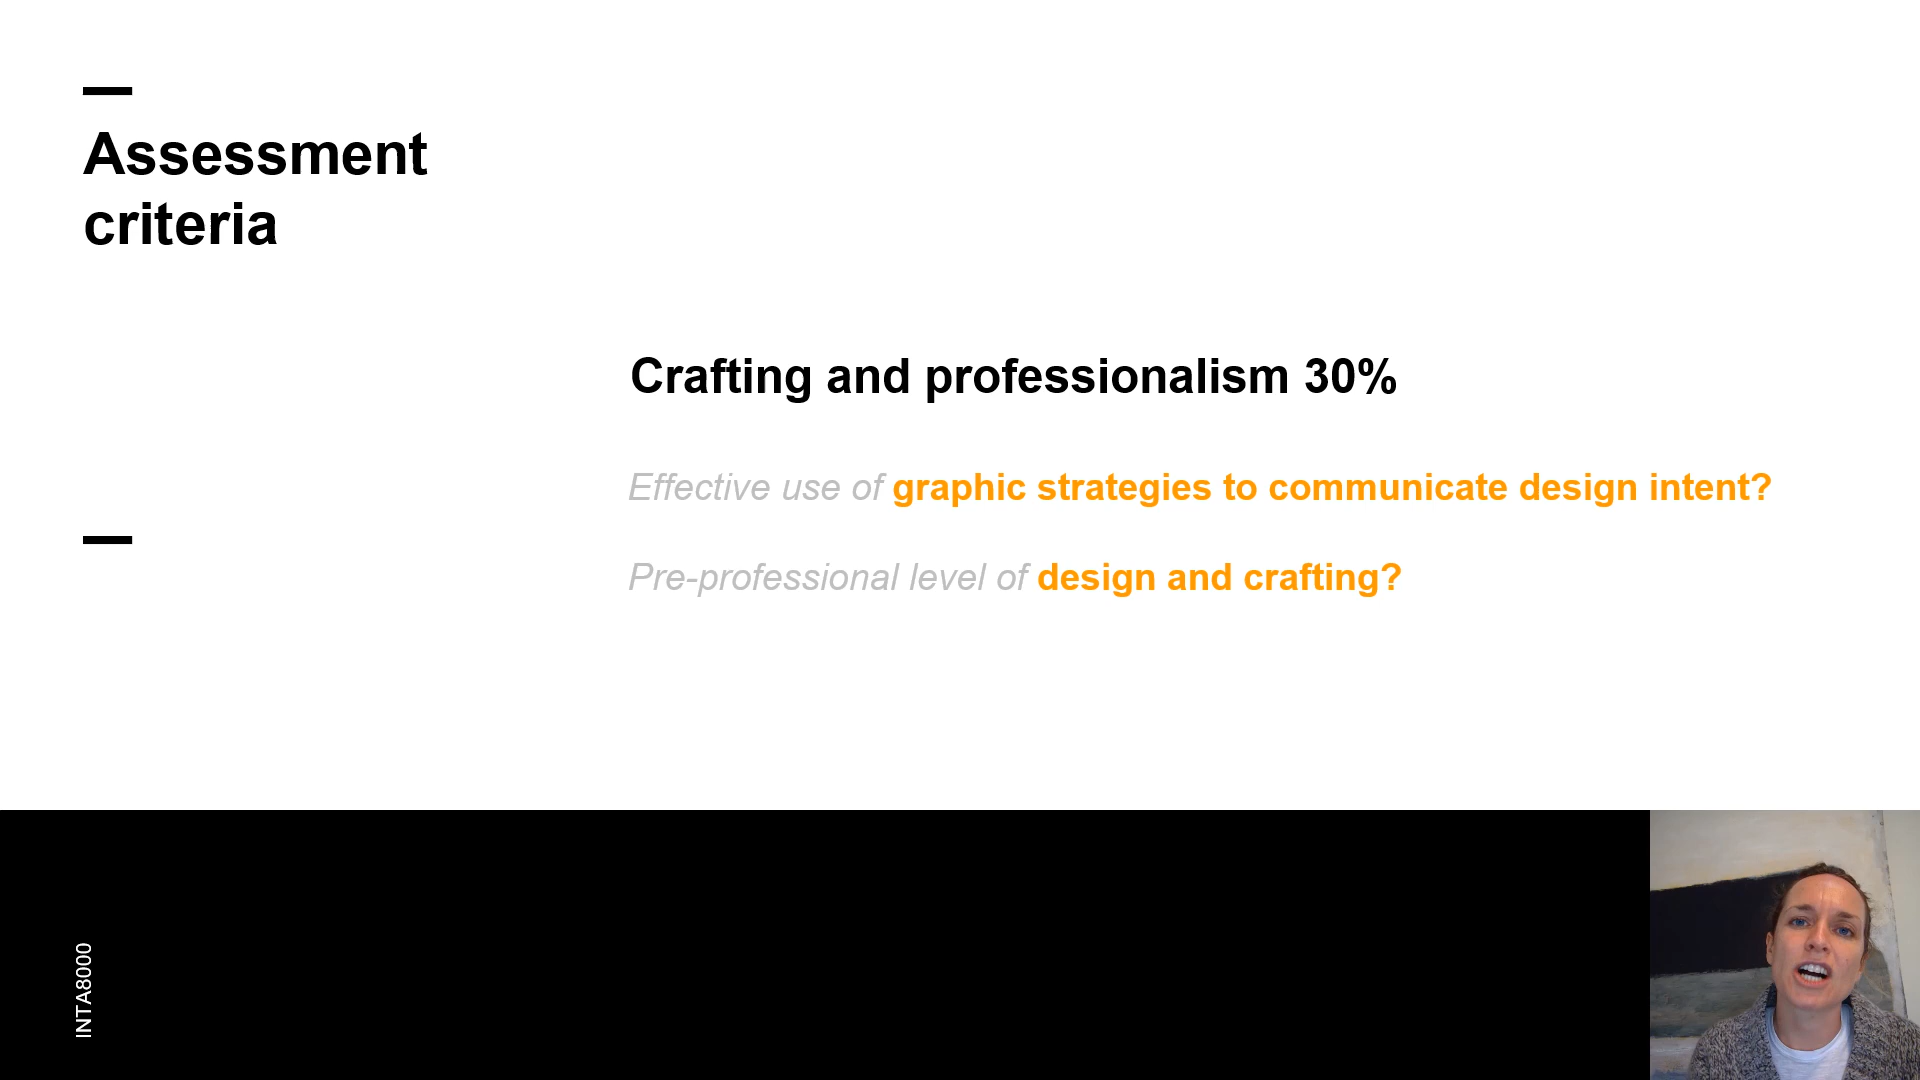 Assessment
criteria
Crafting and professionalism 30%
Effective use of graphic strategies to communicate design intent?
Pre-professional level of design and crafting?
INTA8000